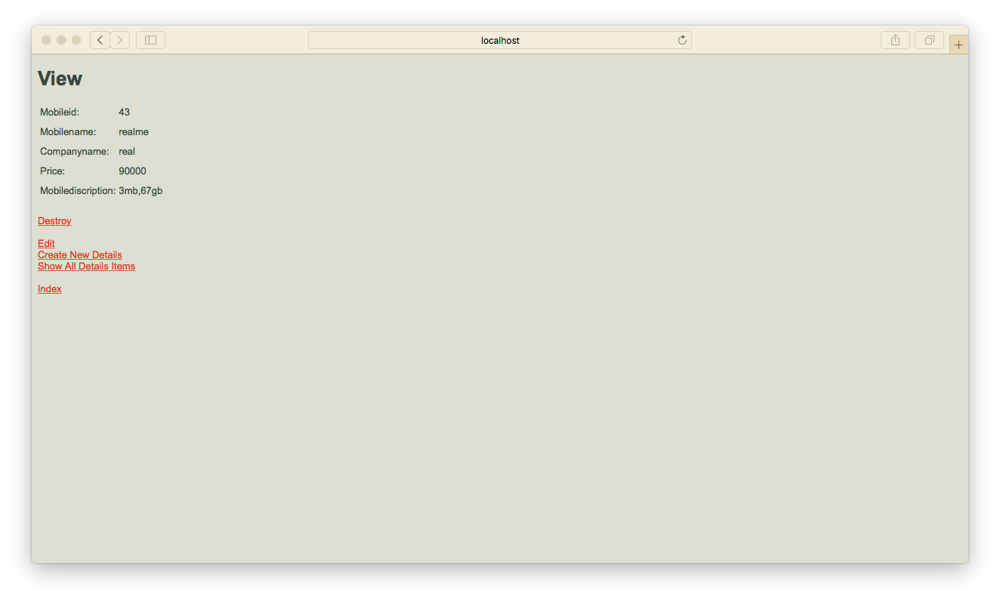 localhost
View
Mobileid: 43
Mobilename: realme
Companyname: real
Price: 90000
Mobilediscription: 3mb,67gb
Destroy
Edit
Create New Details
Show All Details Items
Index